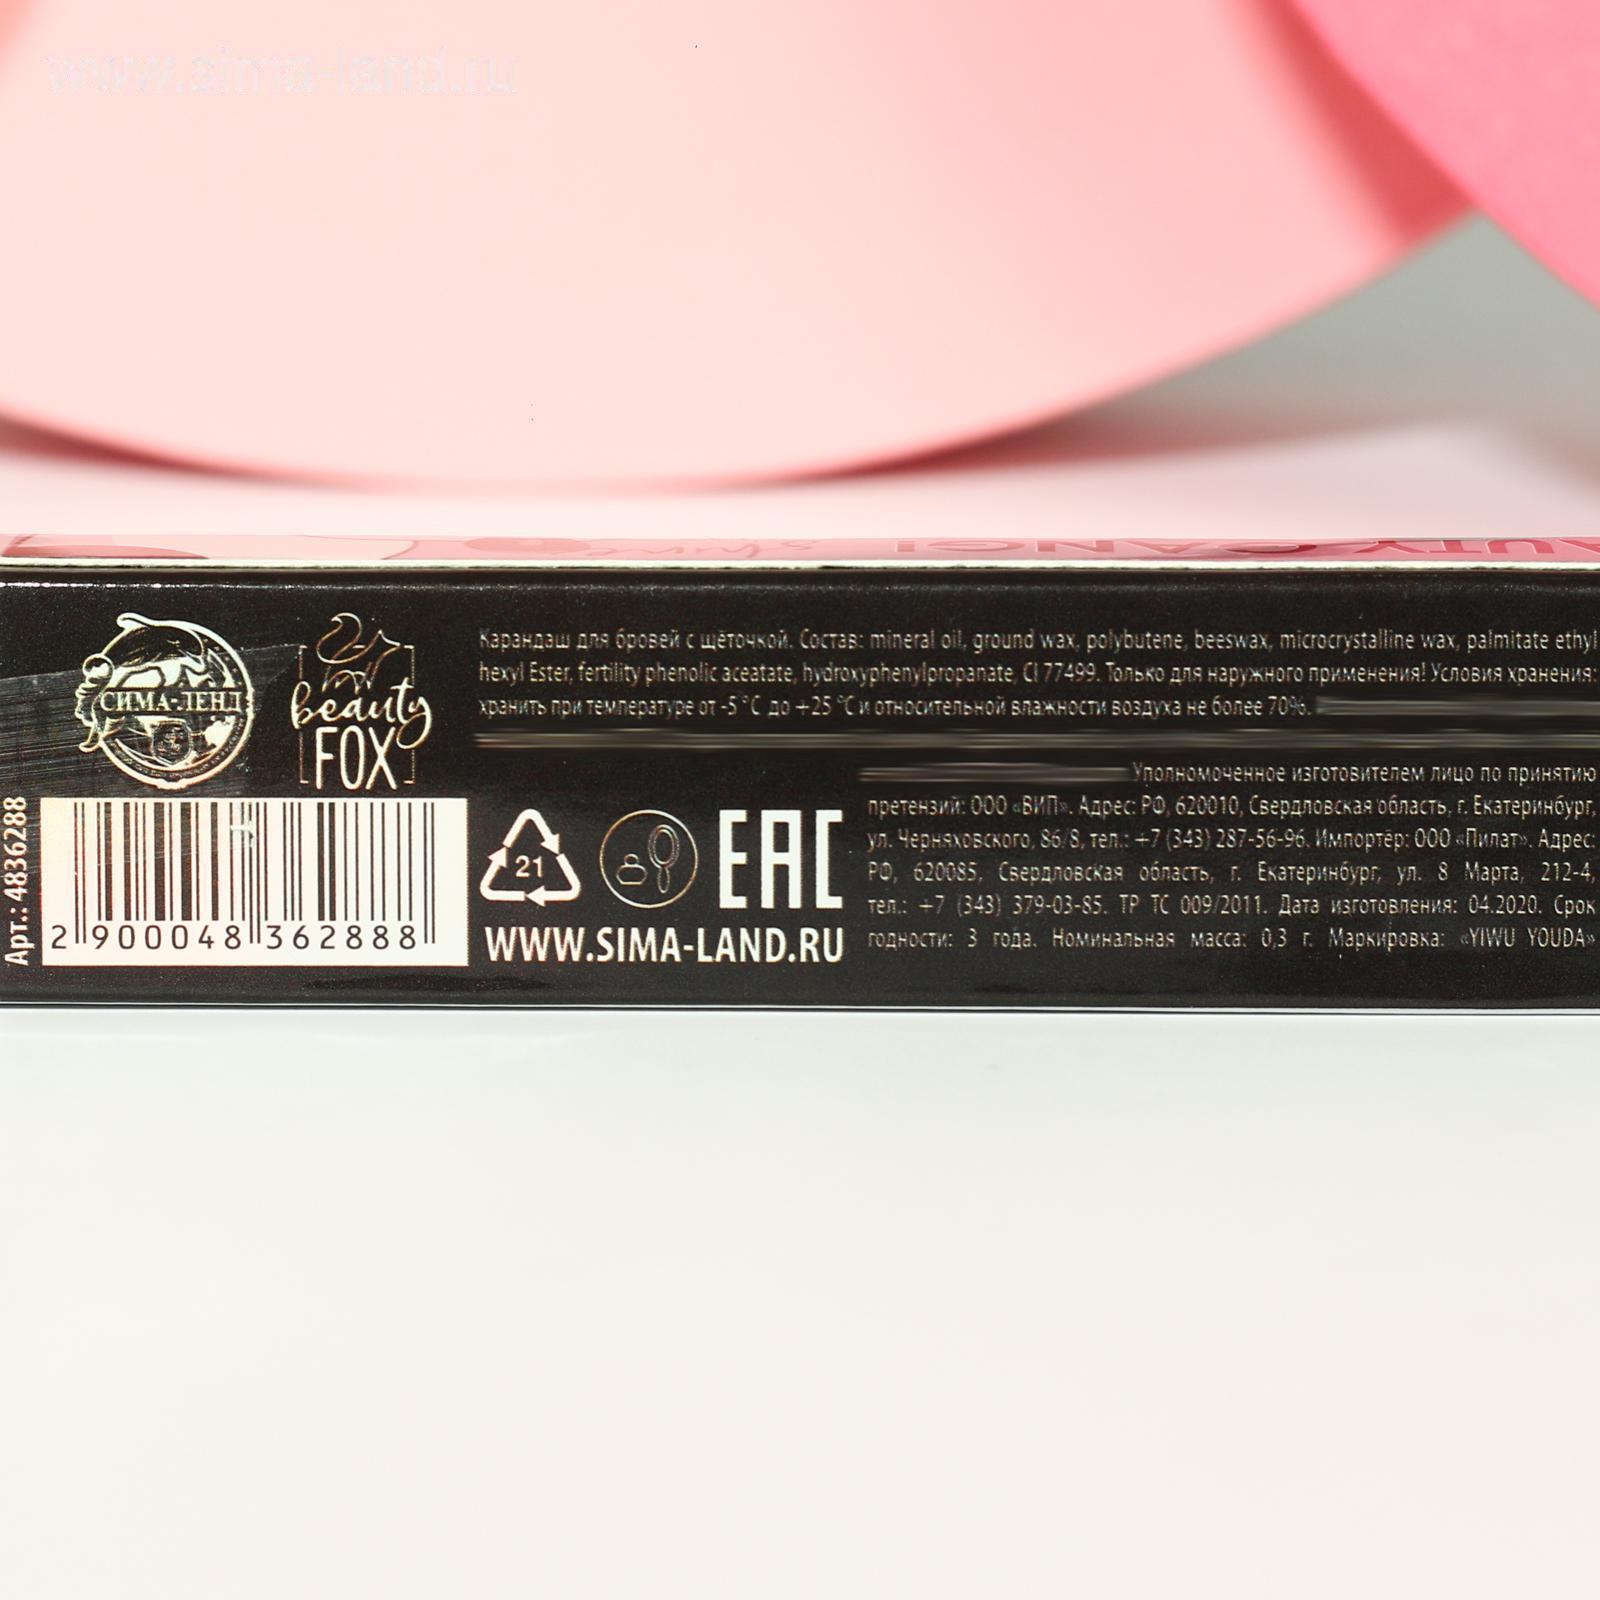 www.sima-land.ru
СИМА-ЛЕНД
beauty
FOX
Карандаш для бровей с щёточкой. Состав: mineral oil, ground wax, polybutene, beeswax, microcrystalline wax, palmitate ethyl
hexyl Ester, fertility phenolic aceatate, hydroxyphenylpropanate, CI 77499. Только для наружного применения! Условия хранения:
хранить при температуре от -5 °С до +25 °С и относительной влажности воздуха не более 70%.
Уполномоченное изготовителем лицо по принятию
претензий: ООО «ВИП». Адрес: РФ, 620010, Свердловская область, г. Екатеринбург,
ул. Черняховского, 86/8, тел.: +7 (343) 287-56-96. Импортёр: ООО «Пилат». Адрес:
РФ, 620085, Свердловская область, г. Екатеринбург, ул. 8 Марта, 212-4,
тел.: +7 (343) 379-03-85. ТР ТС 009/2011. Дата изготовления: 04.2020. Срок
годности: 3 года. Номинальная масса: 0,3 г. Маркировка: «YIWU YOUDA»
Арт.: 4836288
2 900048 362888
21
EAC
WWW.SIMA-LAND.RU